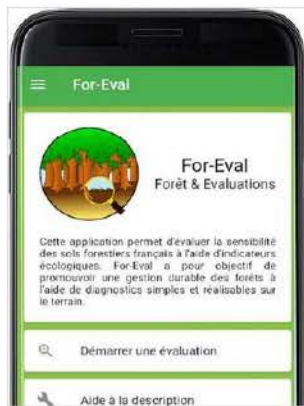 For-Eval
For-Eval
Forêt & Evaluations
Cette application permet d'évaluer la sensibilité
des sols forestiers français à l'aide d'indicateurs
écologiques. For-Eval a pour objectif de
promouvoir une gestion durable des forêts à
l'aide de diagnostics simples et réalisables sur
le terrain.
Démarrer une évaluation
Aide à la description